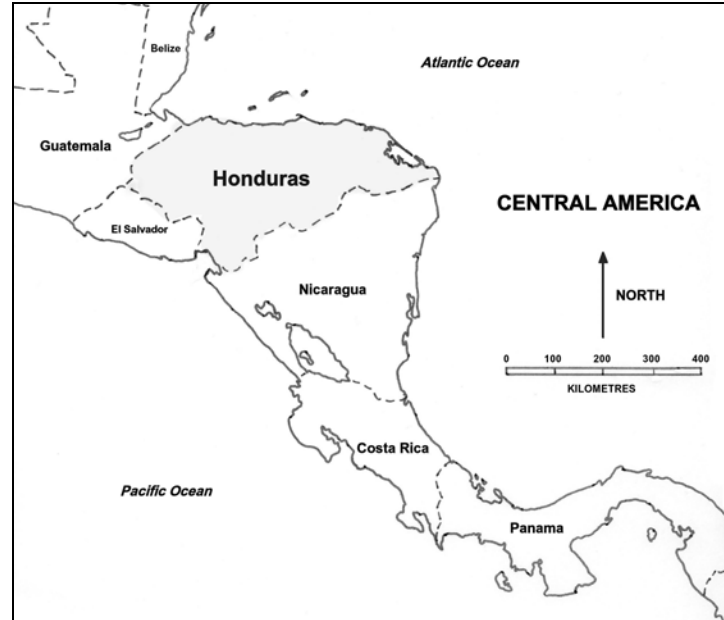 Belize
Atlantic Ocean
Guatemala
Honduras
CENTRAL AMERICA
El Salvador
Nicaragua
NORTH
0 100 200 300 400
KILOMETRES
Costa Rica
Pacific Ocean
Panama